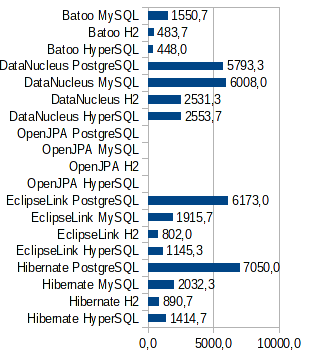 Batoo MySQL 1550,7
Batoo H2 483,7
Batoo HyperSQL 448,0
DataNucleus PostgreSQL 5793,3
DataNucleus MySQL 6008,0
DataNucleus H2 2531,3
DataNucleus HyperSQL 2553,7
OpenJPA PostgreSQL
OpenJPA MySQL
OpenJPA H2
OpenJPA HyperSQL
EclipseLink PostgreSQL 6173,0
EclipseLink MySQL 1915,7
EclipseLink H2 802,0
EclipseLink HyperSQL 1145,3
Hibernate PostgreSQL 7050,0
Hibernate MySQL 2032,3
Hibernate H2 890,7
Hibernate HyperSQL 1414,7
0,0 5000,0 10000,0